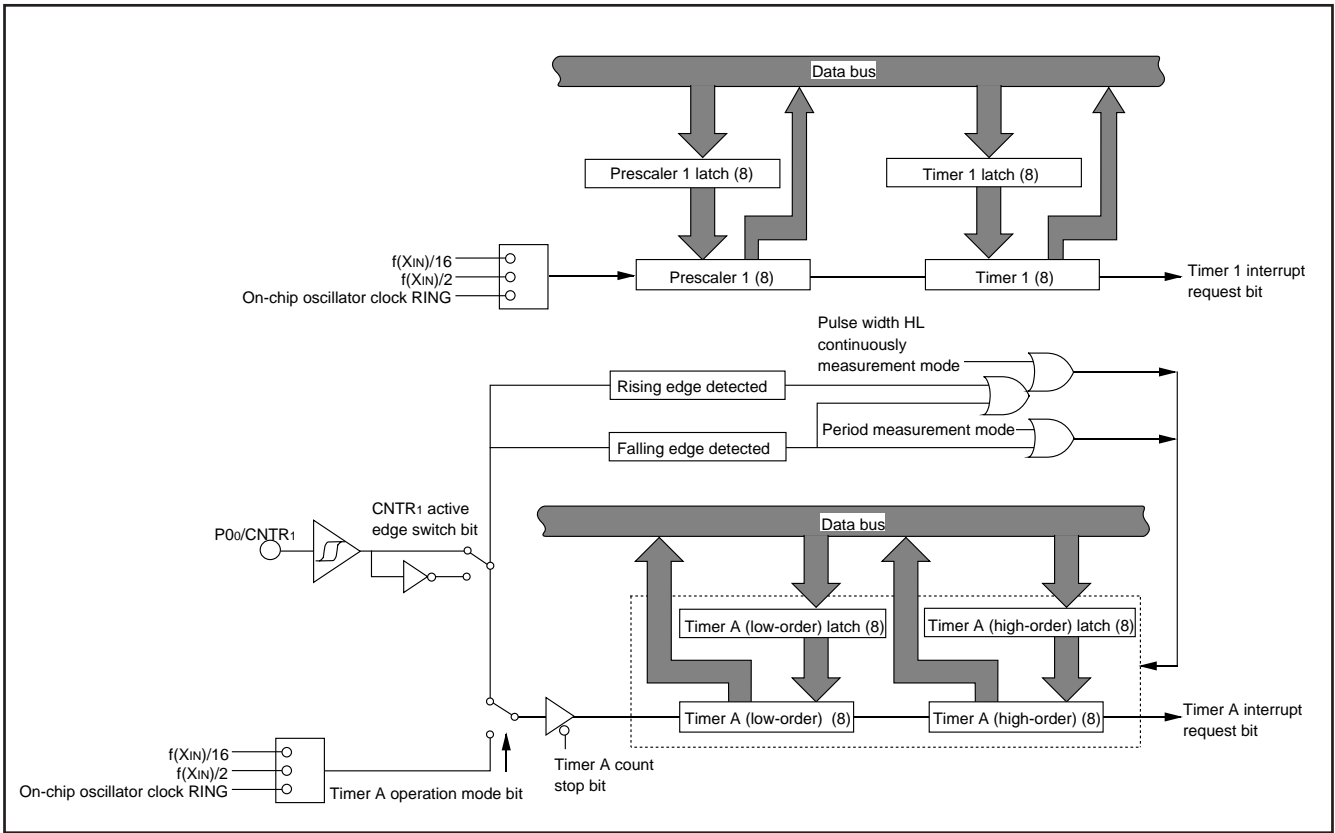 Data bus
Prescaler 1 latch (8)
Timer 1 latch (8)
f(XIN)/16
f(XIN)/2
On-chip oscillator clock RING
Prescaler 1 (8)
Timer 1 (8)
Timer 1 interrupt
request bit
Pulse width HL
continuously
measurement mode
Rising edge detected
Period measurement mode
Falling edge detected
CNTR1 active
edge switch bit
P00/CNTR1
Data bus
Timer A (low-order) latch (8)
Timer A (high-order) latch (8)
Timer A (low-order) (8)
Timer A (high-order) (8)
Timer A interrupt
request bit
f(XIN)/16
f(XIN)/2
On-chip oscillator clock RING
Timer A operation mode bit
Timer A count
stop bit